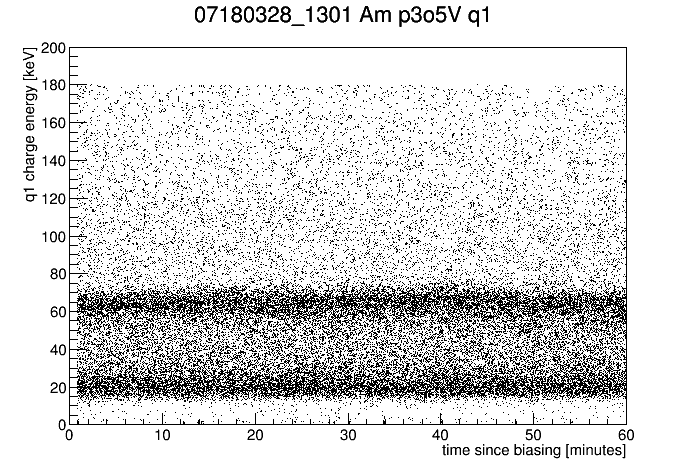 07180328_1301 Am p3o5V q1
q1 charge energy [keV]
200
180
160
140
120
100
80
60
40
20
0
0 10 20 30 40 50 60
time since biasing [minutes]